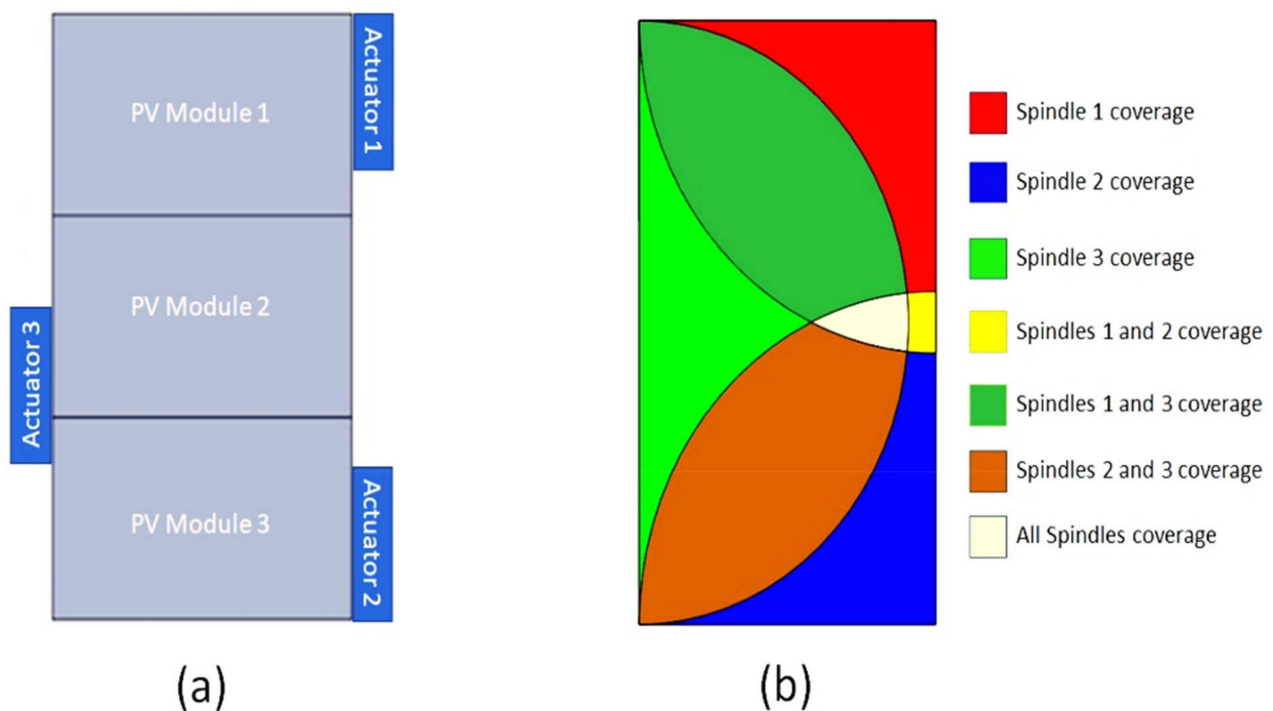 PV Module 1
Actuator 1
PV Module 2
Actuator 3
PV Module 3
Actuator 2
(a)
Spindle 1 coverage
Spindle 2 coverage
Spindle 3 coverage
Spindles 1 and 2 coverage
Spindles 1 and 3 coverage
Spindles 2 and 3 coverage
All Spindles coverage
(b)